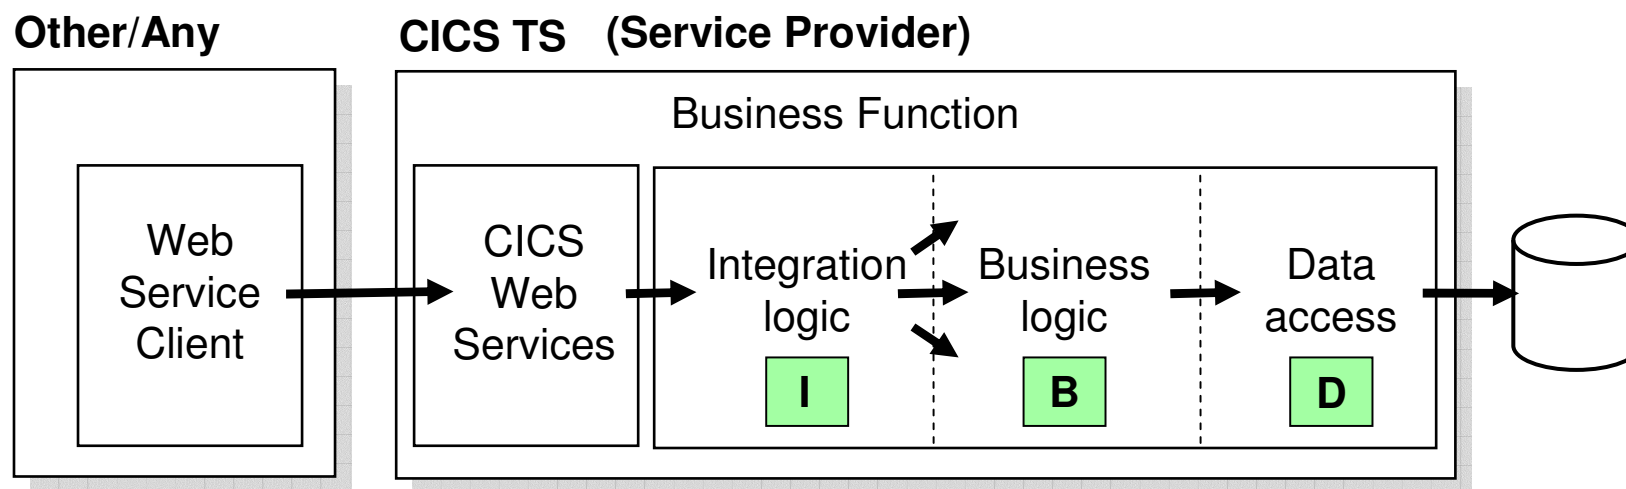 Other/Any
CICS TS (Service Provider)
Business Function
Web
Service
Client
CICS
Web
Services
Integration
logic
I
Business
logic
B
Data
access
D